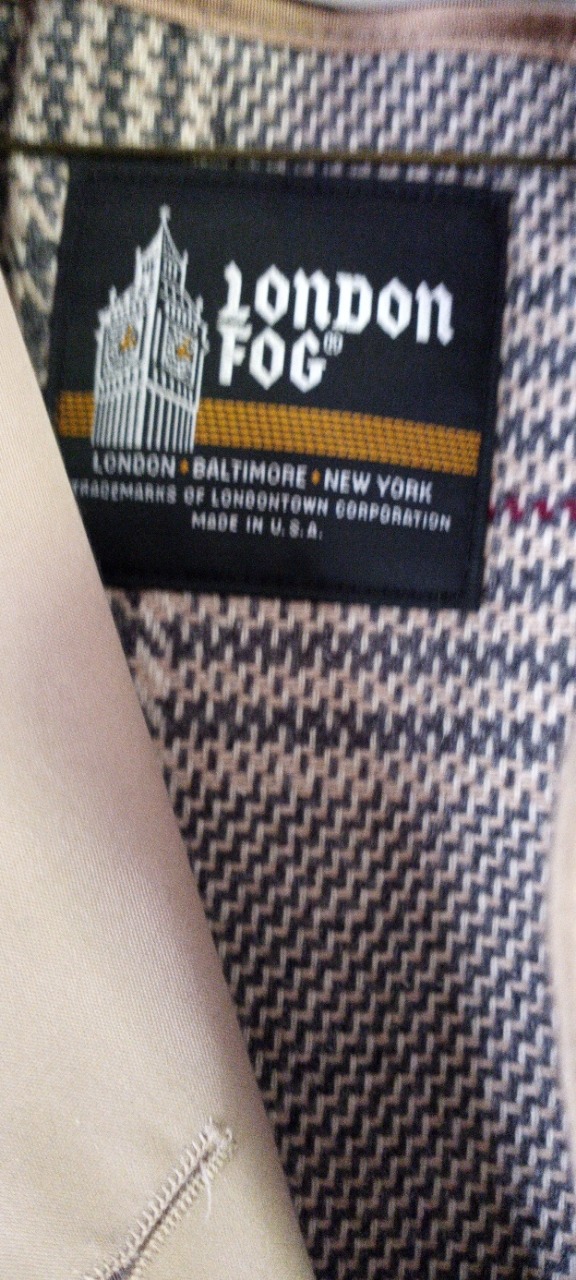 LONDON
FOG®
LONDON ♦ BALTIMORE ♦ NEW YORK
TRADEMARKS OF LONDONTOWN CORPORATION
MADE IN U.S.A.